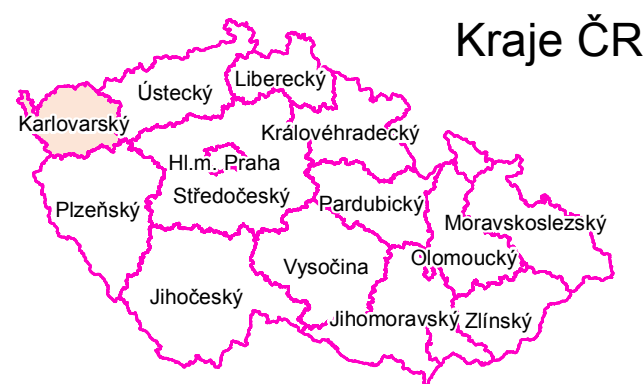 Kraje ČR
Liberecký
Ústecký
Karlovarský
Královéhradecký
Hl.m. Praha
Středočeský
Plzeňský
Pardubický
Moravskoslezský
Olomoucký
Vysočina
Jihočeský
Jihomoravský
Zlínský